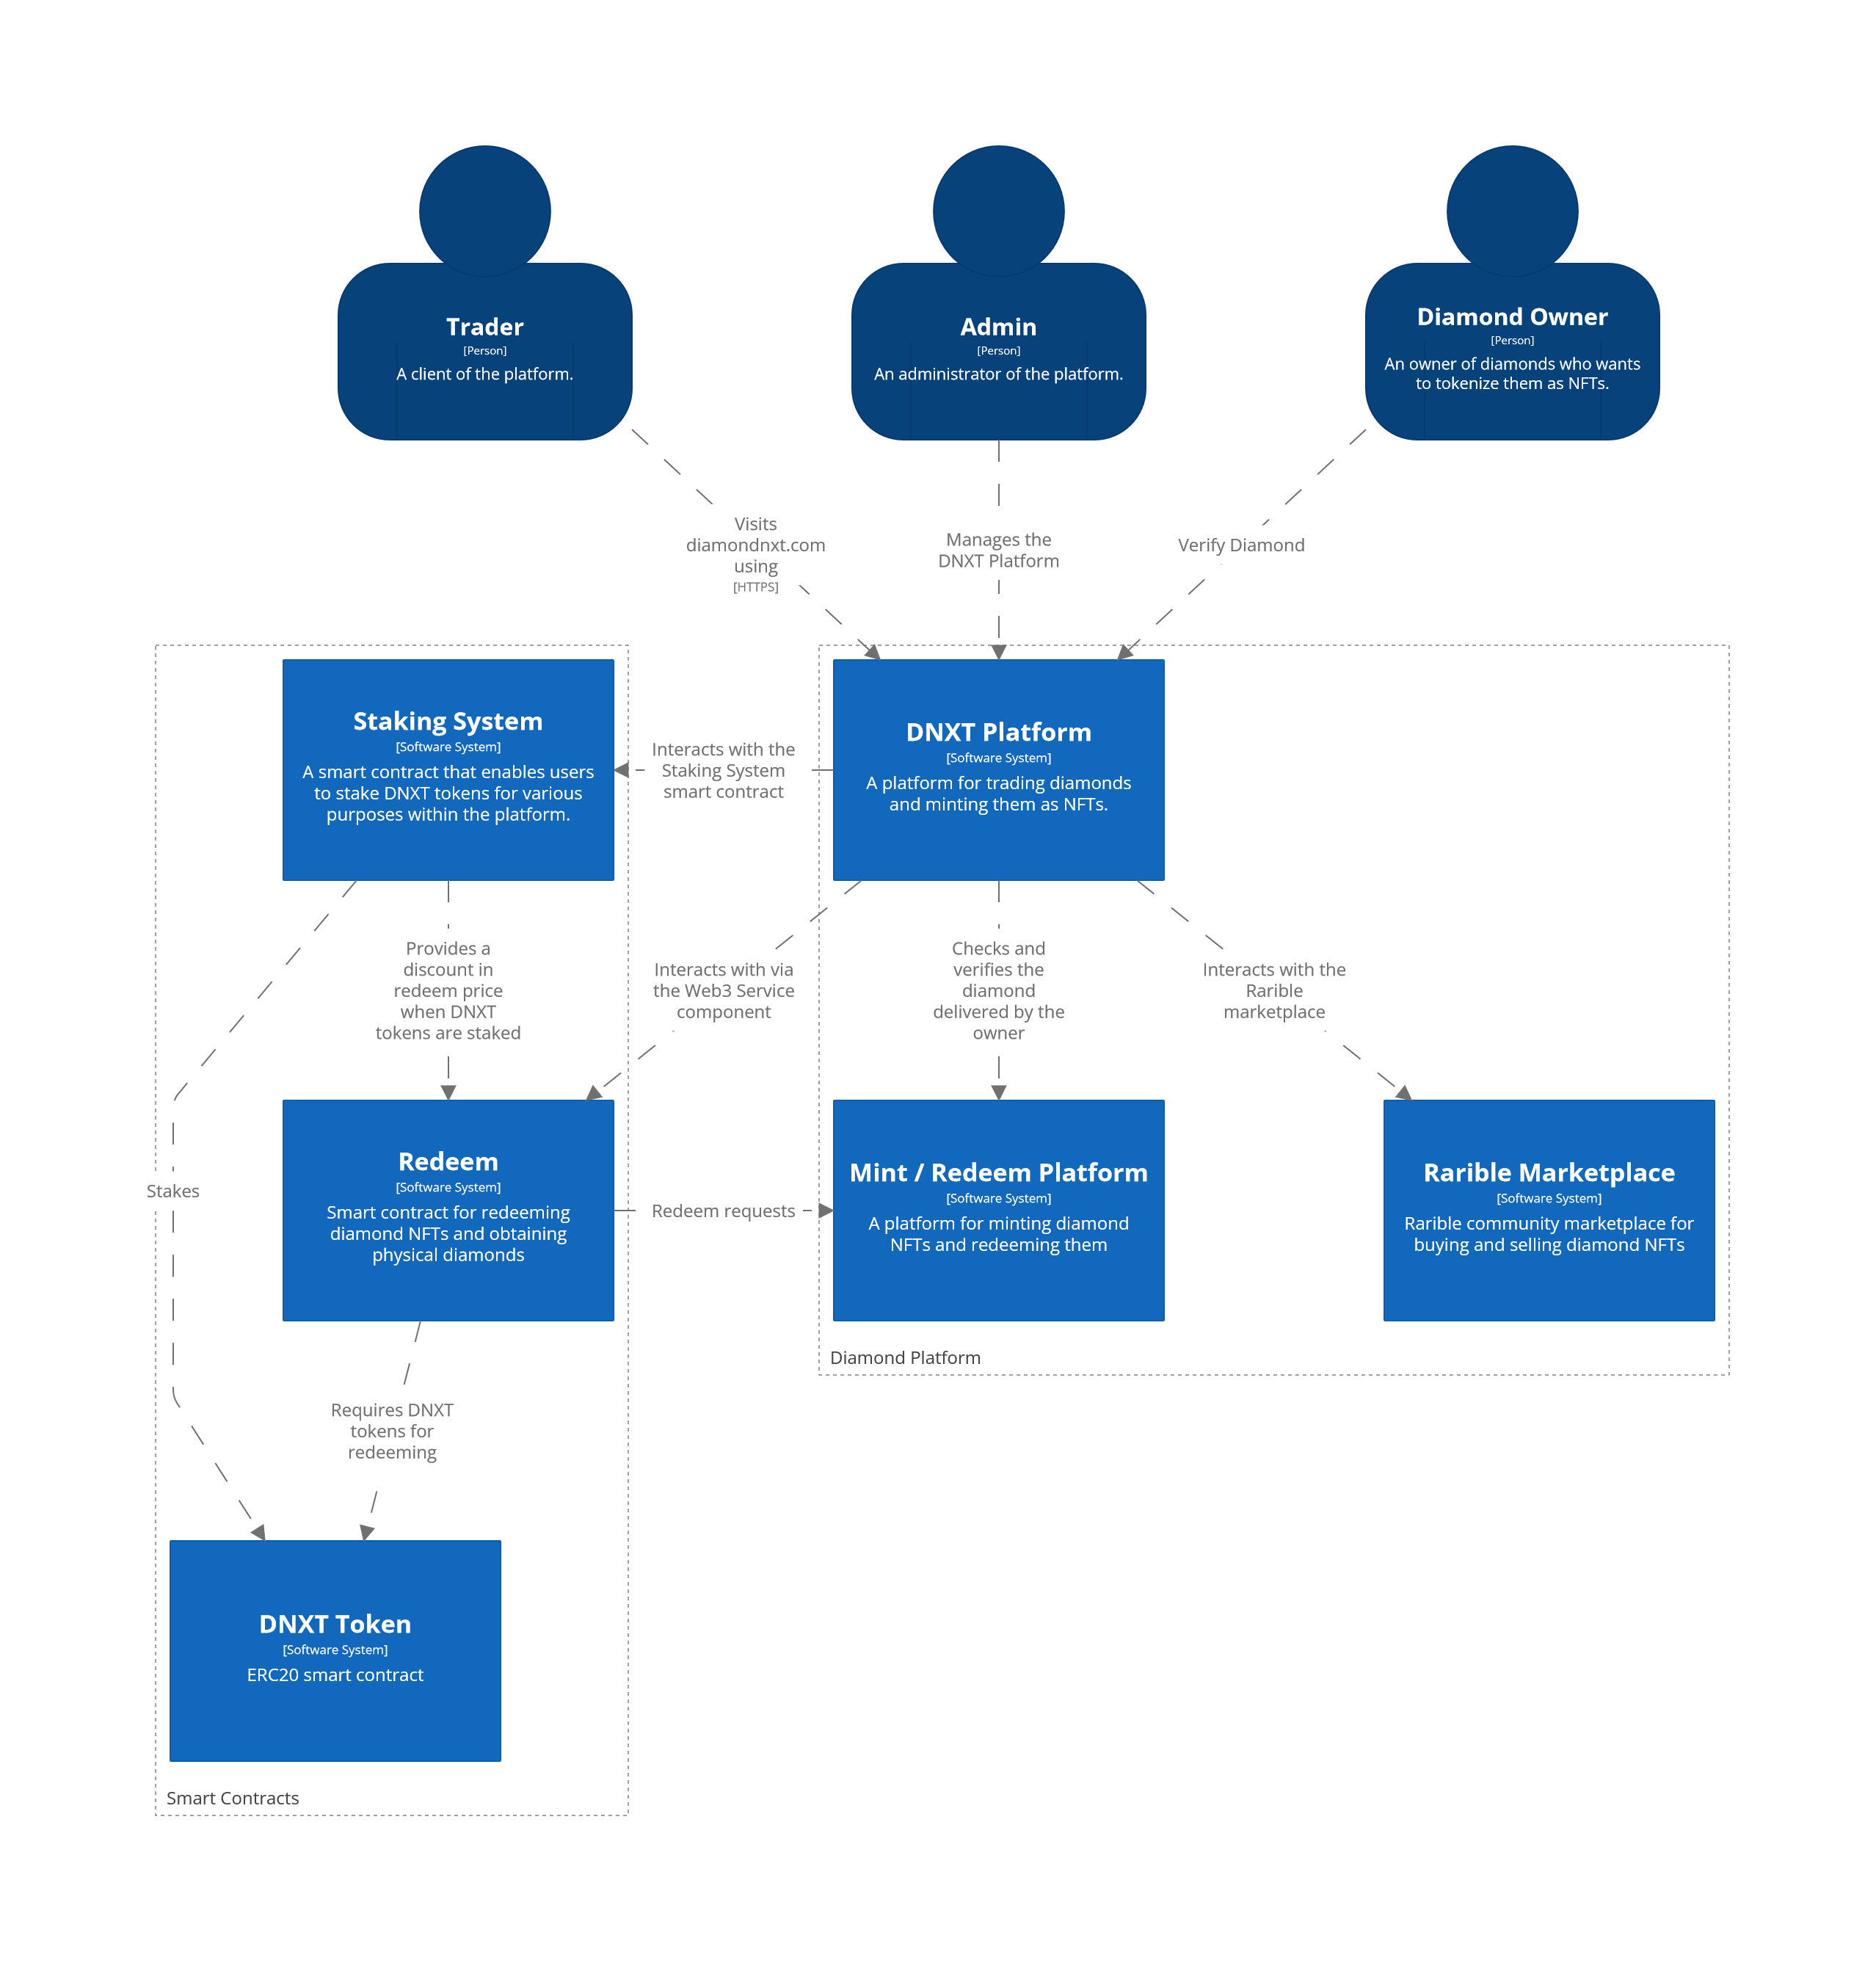 Trader
[Person]
A client of the platform.
Admin
[Person]
An administrator of the platform.
Diamond Owner
[Person]
An owner of diamonds who wants
to tokenize them as NFTs.
Visits
diamondnxt.com
using
[HTTPS]
Manages the
DNXT Platform
Verify Diamond
Staking System
[Software System]
A smart contract that enables users
to stake DNXT tokens for various
purposes within the platform.
Interacts with the
Staking System
smart contract
DNXT Platform
[Software System]
A platform for trading diamonds
and minting them as NFTs.
Provides a
discount in
redeem price
when DNXT
tokens are staked
Interacts with via
the Web3 Service
component
Checks and
verifies the
diamond
delivered by the
owner
Interacts with the
Rarible
marketplace
Stakes
Redeem
[Software System]
Smart contract for redeeming
diamond NFTs and obtaining
physical diamonds
Redeem requests
Mint / Redeem Platform
[Software System]
A platform for minting diamond
NFTs and redeeming them
Rarible Marketplace
[Software System]
Rarible community marketplace for
buying and selling diamond NFTs
Diamond Platform
Requires DNXT
tokens for
redeeming
DNXT Token
[Software System]
ERC20 smart contract
Smart Contracts